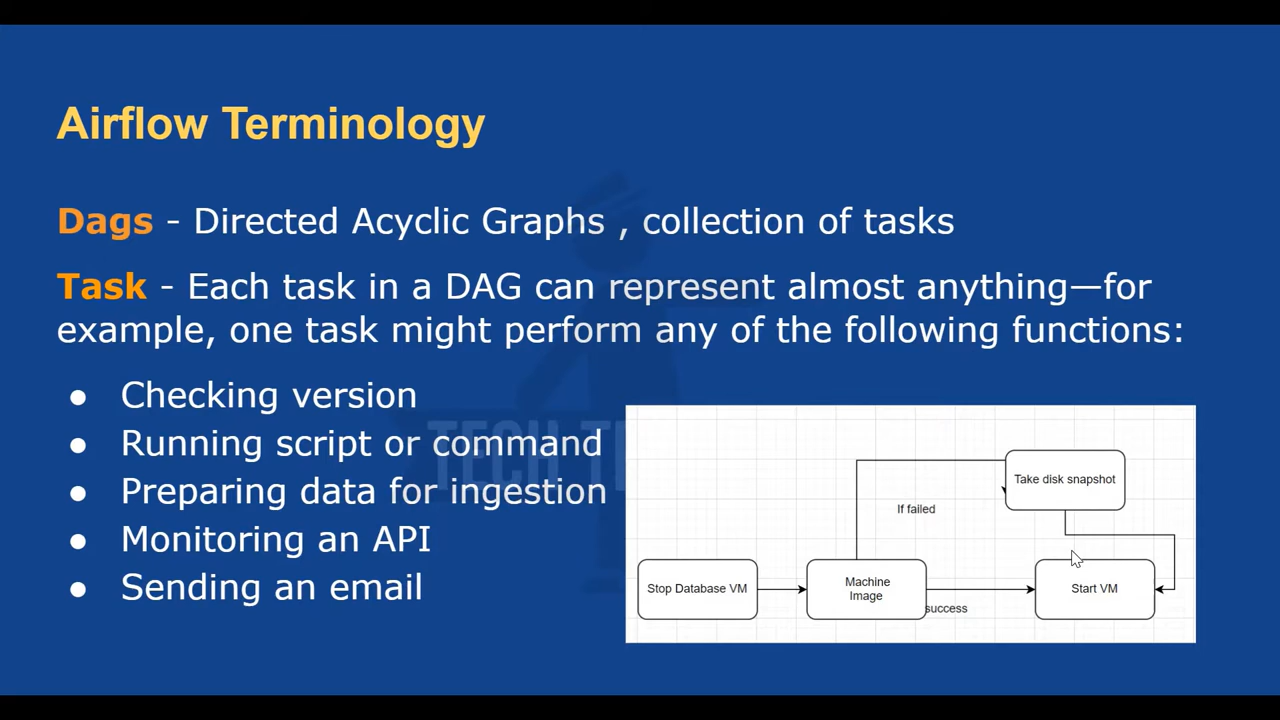 Airflow Terminology
Dags - Directed Acyclic Graphs , collection of tasks
Task - Each task in a DAG can represent almost anything—for
example, one task might perform any of the following functions:
● Checking version
● Running script or command
● Preparing data for ingestion
● Monitoring an API
● Sending an email
TECH TE
Take disk snapshot
If failed
Stop Database VM
Machine
Image
success
Start VM